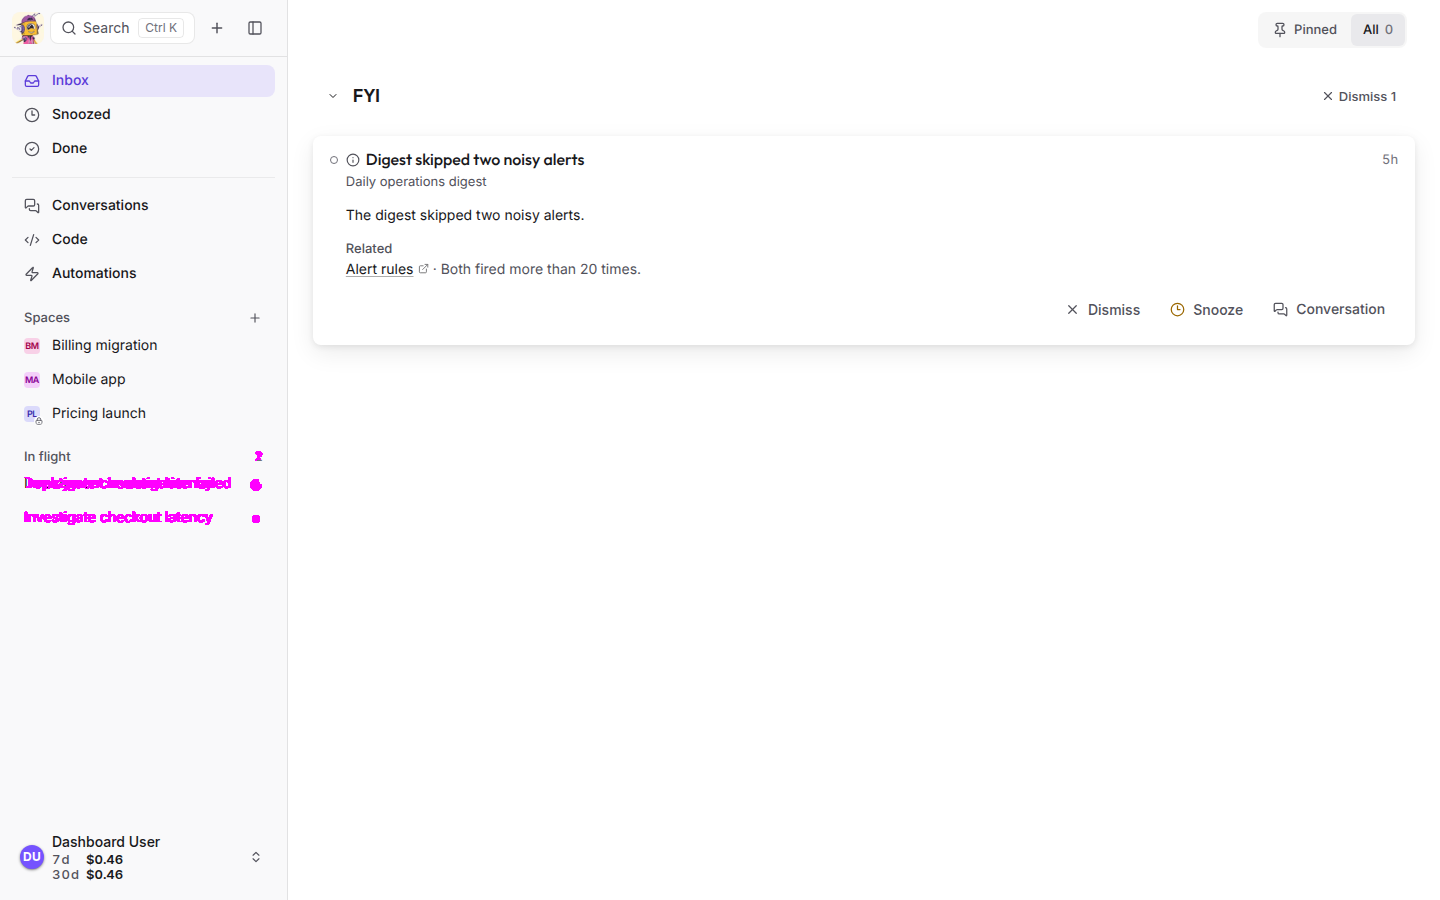 Search Ctrl K
Pinned
All 0
Inbox
Snoozed
Done
Conversations
Code
Automations
Spaces
BM Billing migration
MA Mobile app
PL Pricing launch
In flight
Investigate checkout latency
DU Dashboard User
7d $0.46
30d $0.46
FYI
Dismiss 1
Digest skipped two noisy alerts
5h
Daily operations digest
The digest skipped two noisy alerts.
Related
Alert rules · Both fired more than 20 times.
Dismiss
Snooze
Conversation